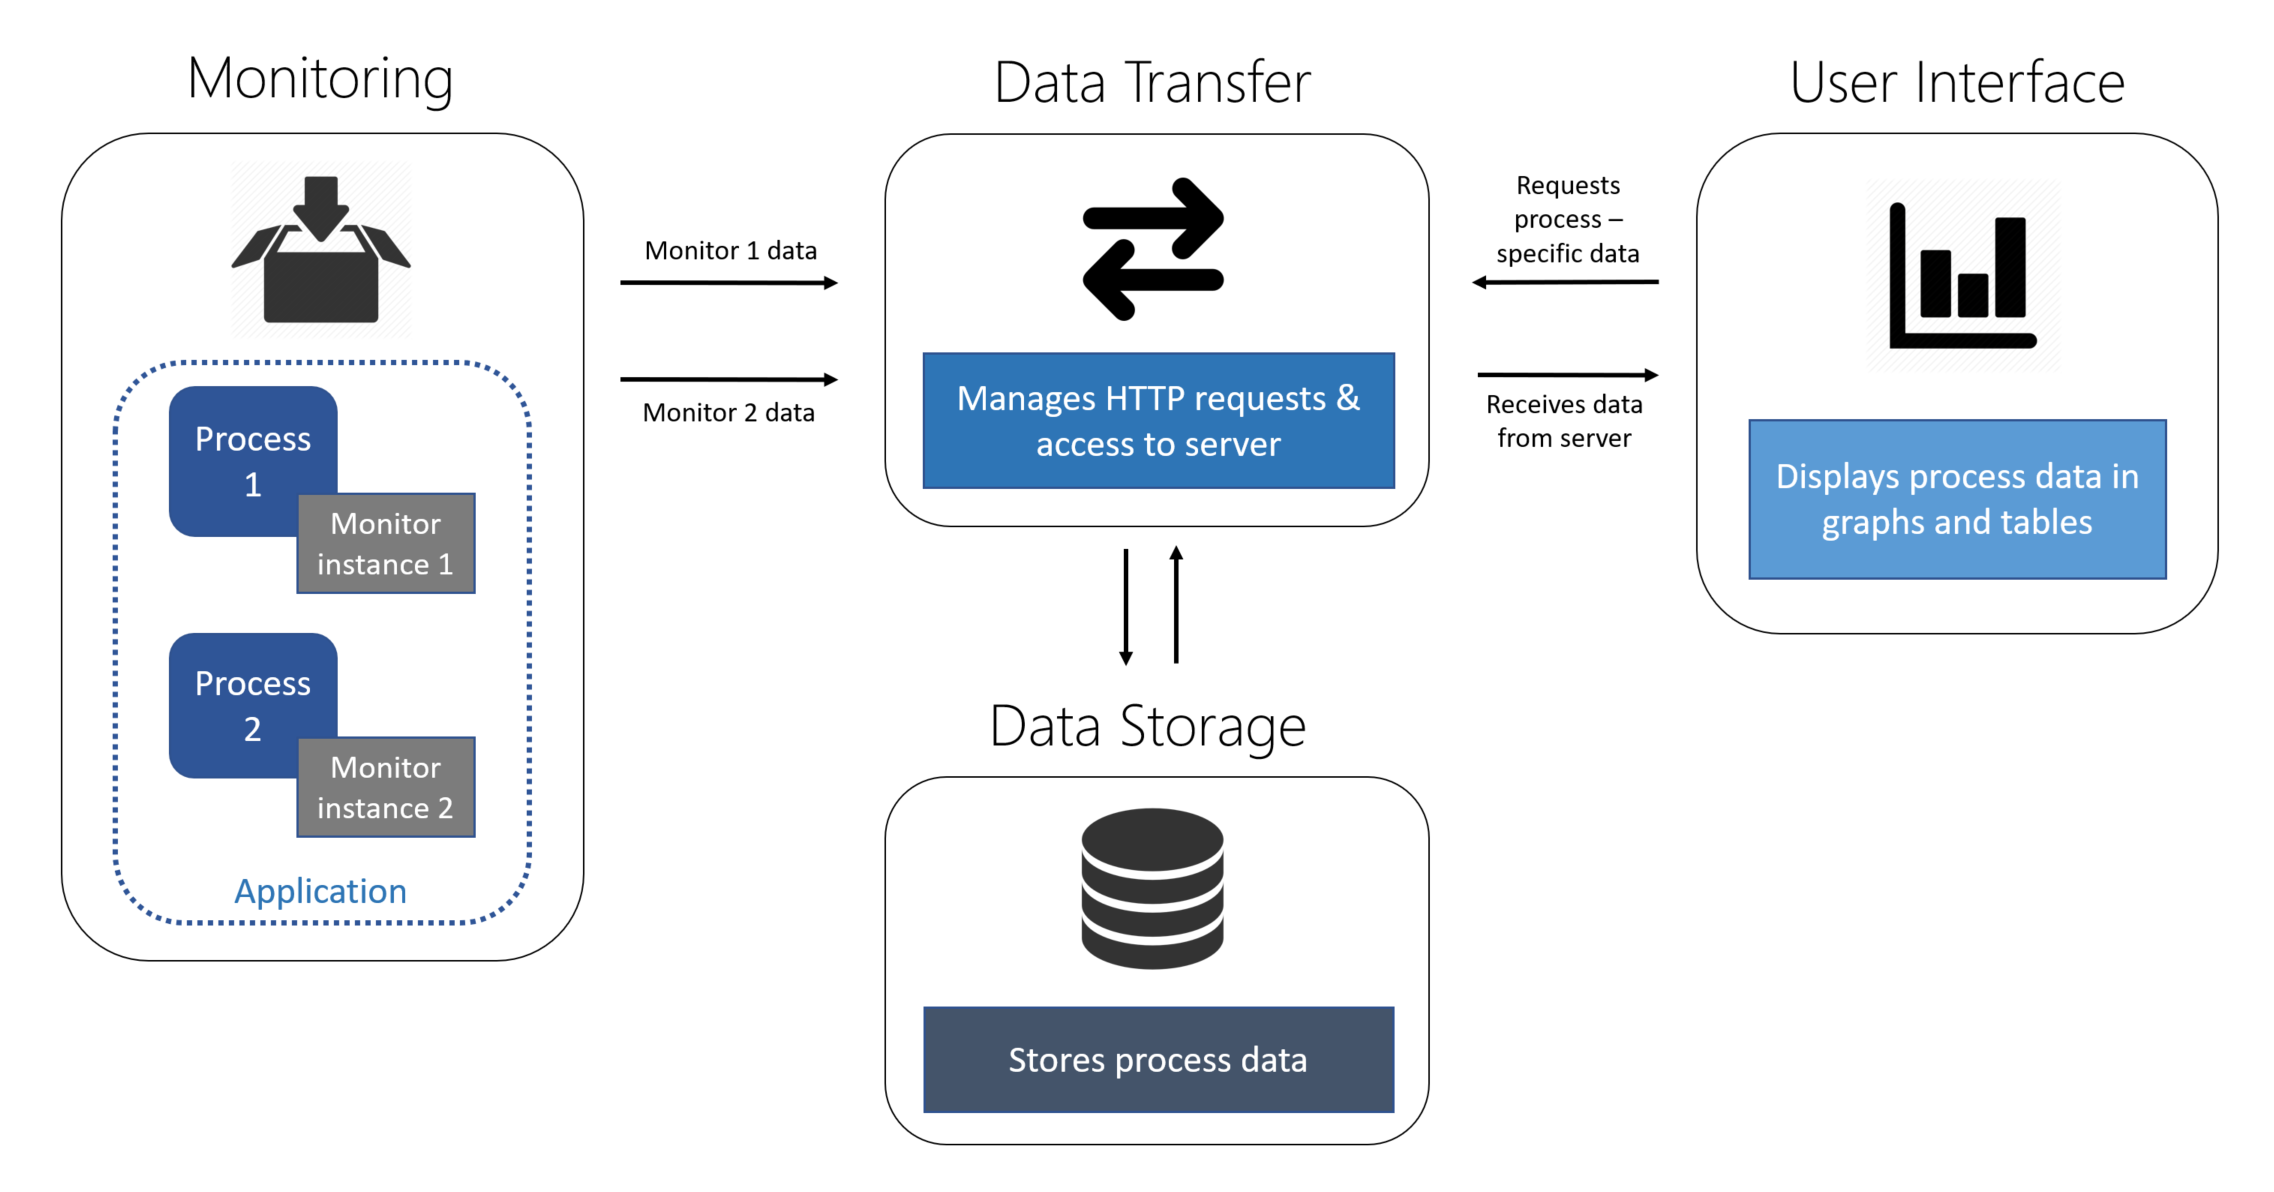 Monitoring
Process
1
Monitor
instance 1
Process
2
Monitor
instance 2
Application
Monitor 1 data
Monitor 2 data
Data Transfer
Manages HTTP requests &
access to server
Requests
process –
specific data
Receives data
from server
User Interface
Displays process data in
graphs and tables
Data Storage
Stores process data